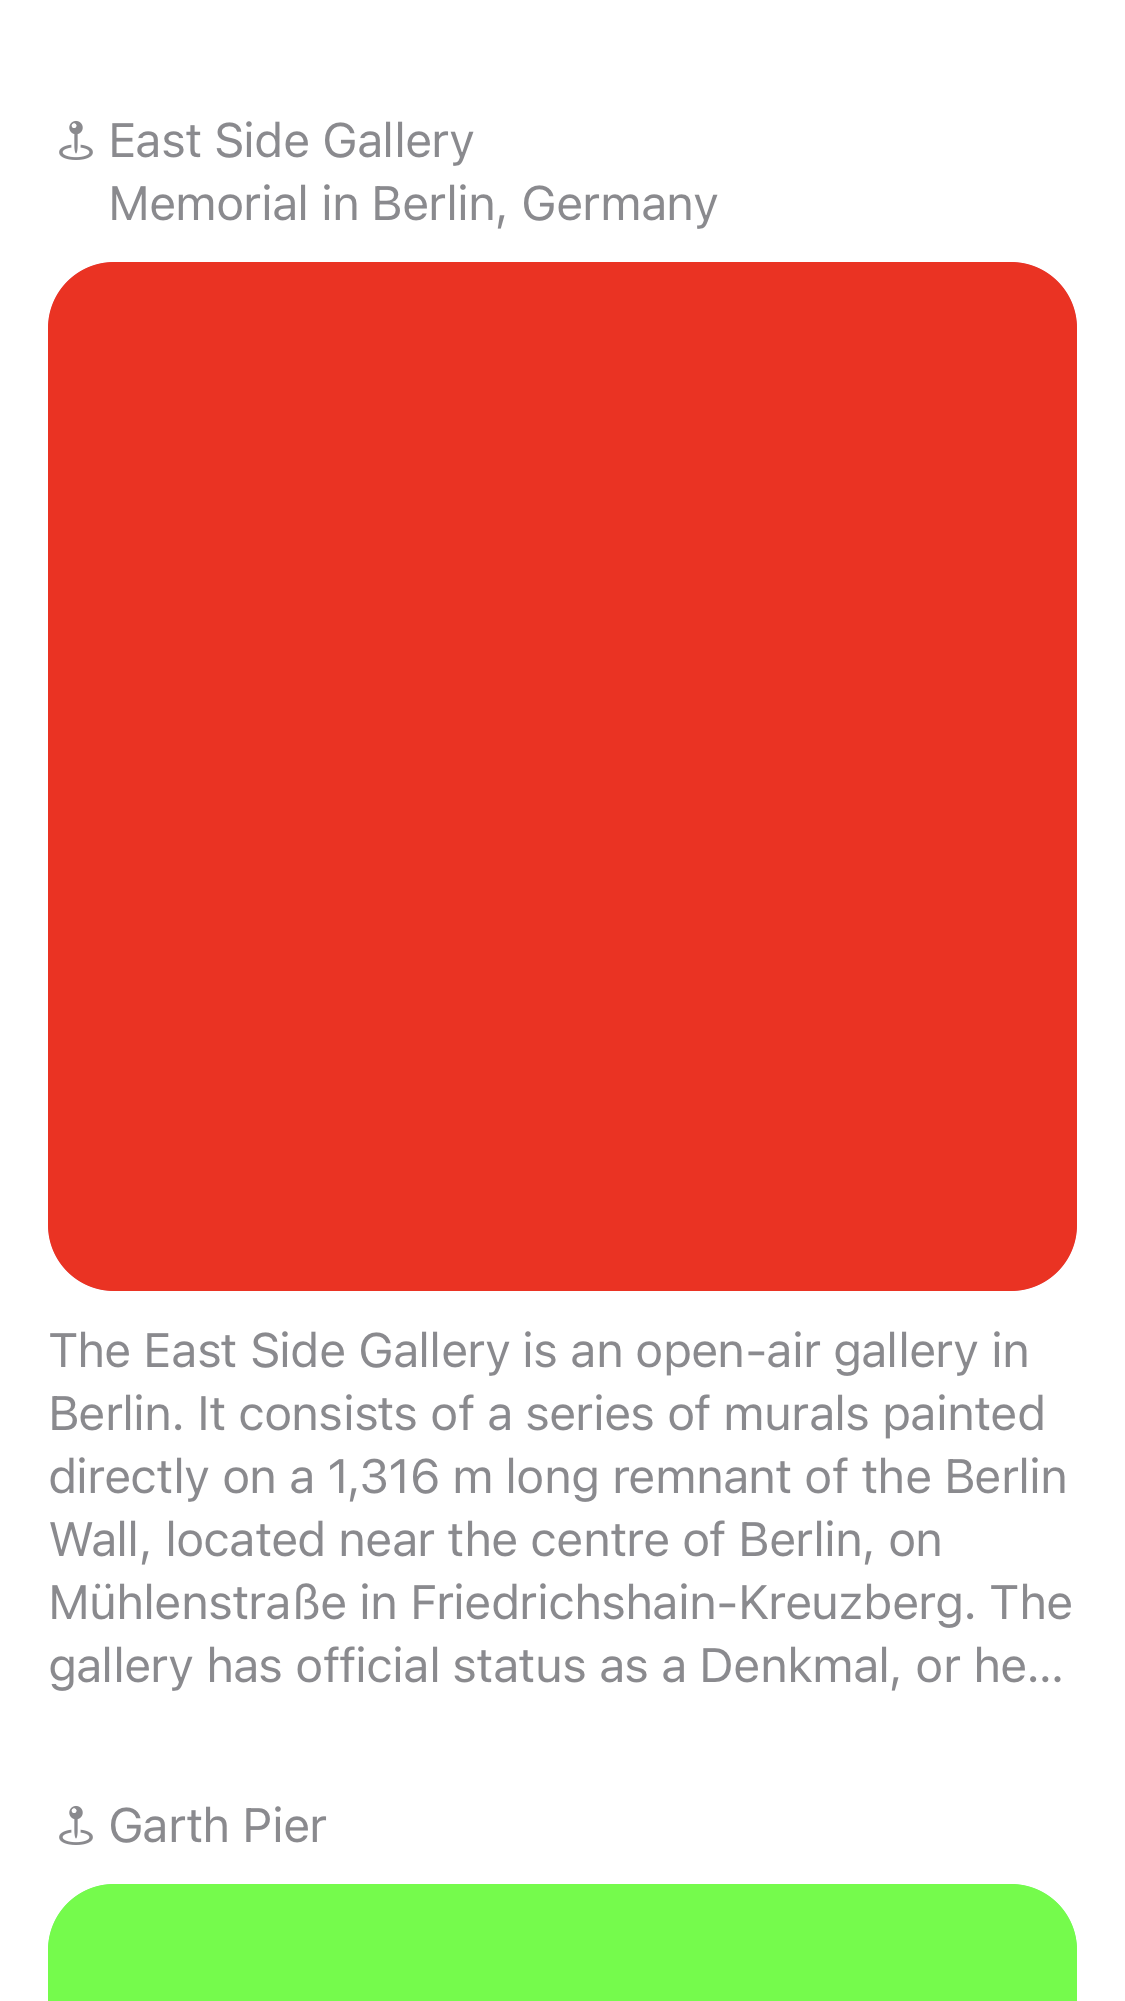 East Side Gallery
Memorial in Berlin, Germany
The East Side Gallery is an open-air gallery in
Berlin. It consists of a series of murals painted
directly on a 1,316 m long remnant of the Berlin
Wall, located near the centre of Berlin, on
Mühlenstraße in Friedrichshain-Kreuzberg. The
gallery has official status as a Denkmal, or he...
Garth Pier